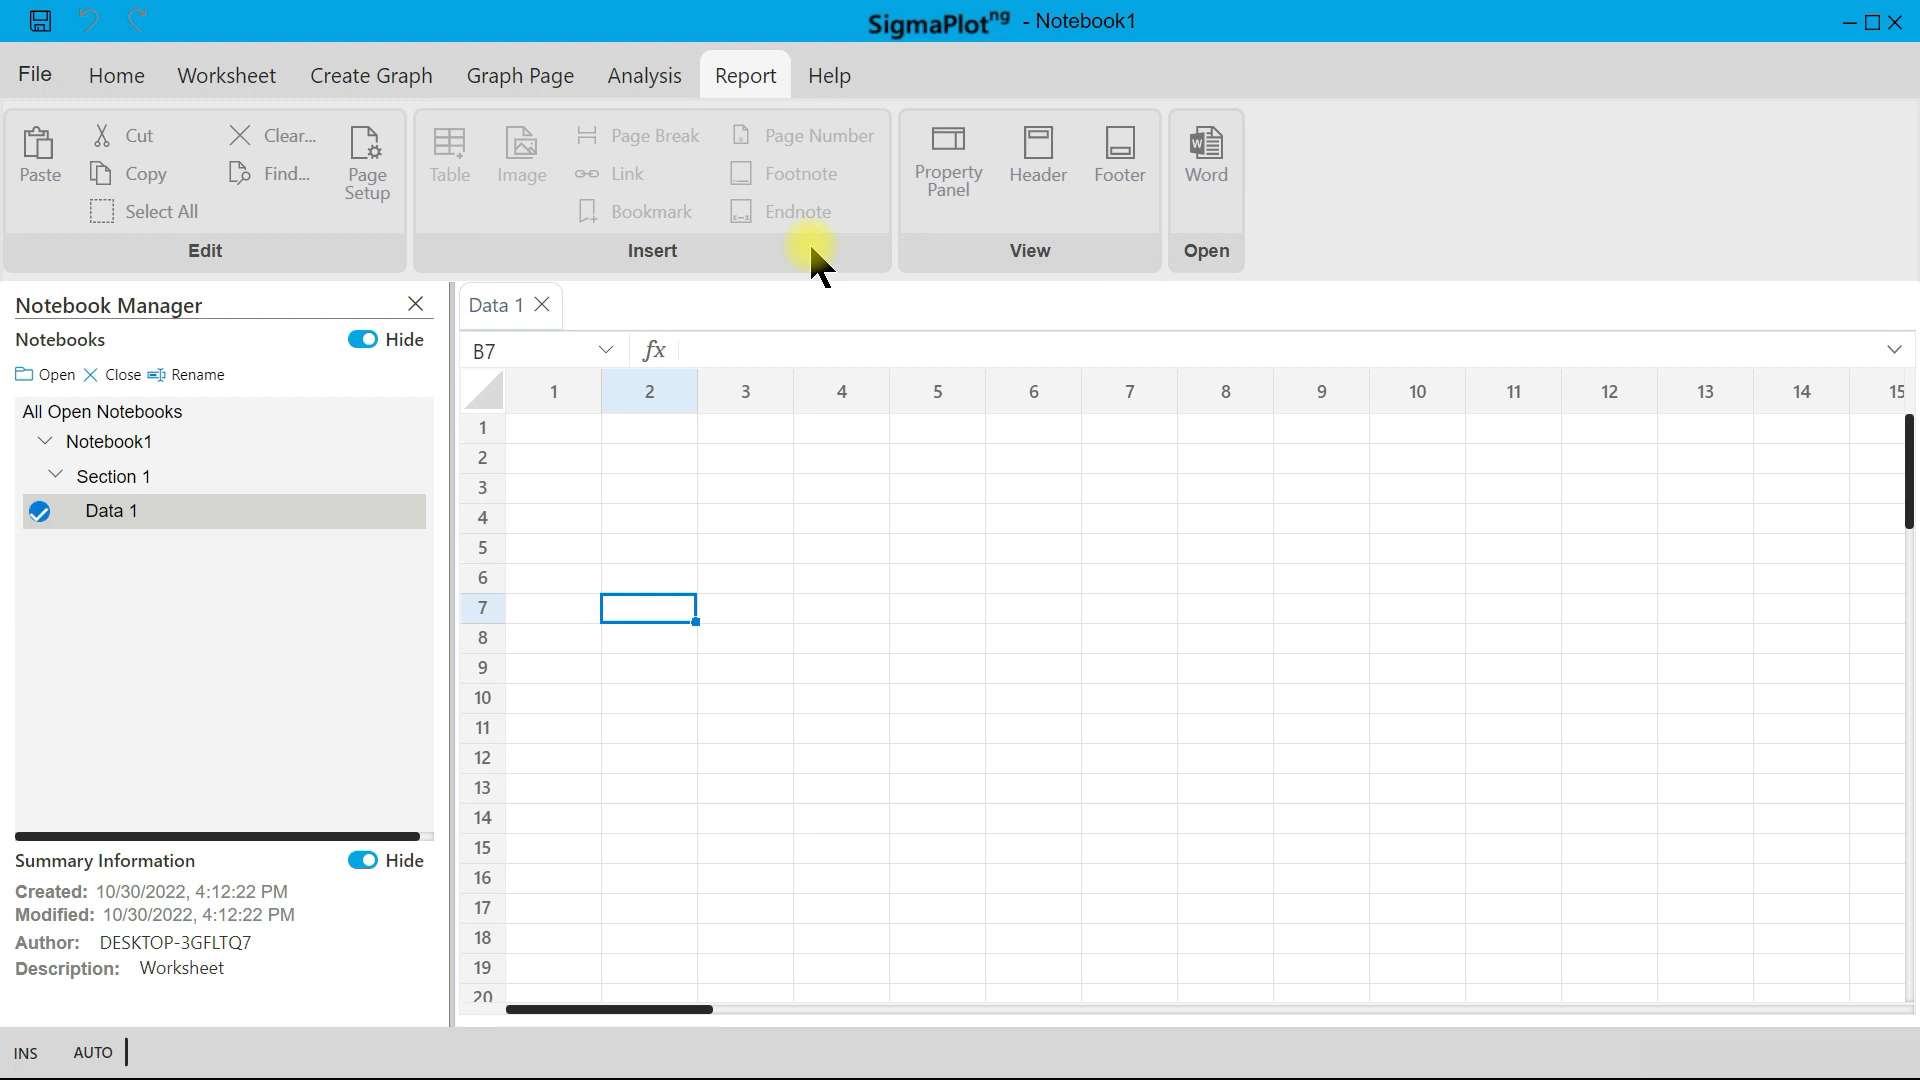 SigmaPlotⁿᵍ - Notebook1
File Home Worksheet Create Graph Graph Page Analysis Report Help
Paste Cut Copy Select All Clear... Find... Page Setup
Table Image Page Break Link Bookmark Page Number Footnote Endnote
Property Panel Header Footer Word
Edit Insert View Open
Notebook Manager
Notebooks Hide
Open Close Rename
All Open Notebooks
Notebook1
Section 1
Data 1
Summary Information Hide
Created: 10/30/2022, 4:12:22 PM
Modified: 10/30/2022, 4:12:22 PM
Author: DESKTOP-3GFLTQ7
Description: Worksheet
Data 1
B7 fx
1 2 3 4 5 6 7 8 9 10 11 12 13 14 15
1
2
3
4
5
6
7
8
9
10
11
12
13
14
15
16
17
18
19
20
INS AUTO